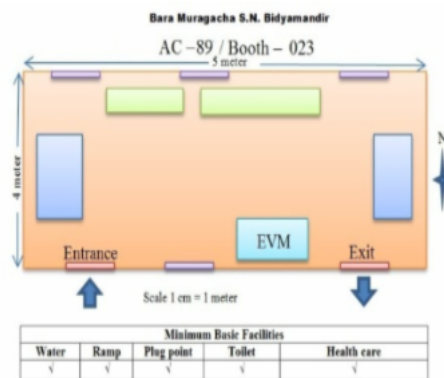 Bara Muragacha S.N. Bidyamandir
AC –89 / Booth – 023
5 meter
4 meter
N
EVM
Entrance
Exit
Scale 1 cm = 1 meter
Minimum Basic Facilities
Water Ramp Plug point Toilet Health care
√ √ √ √ √